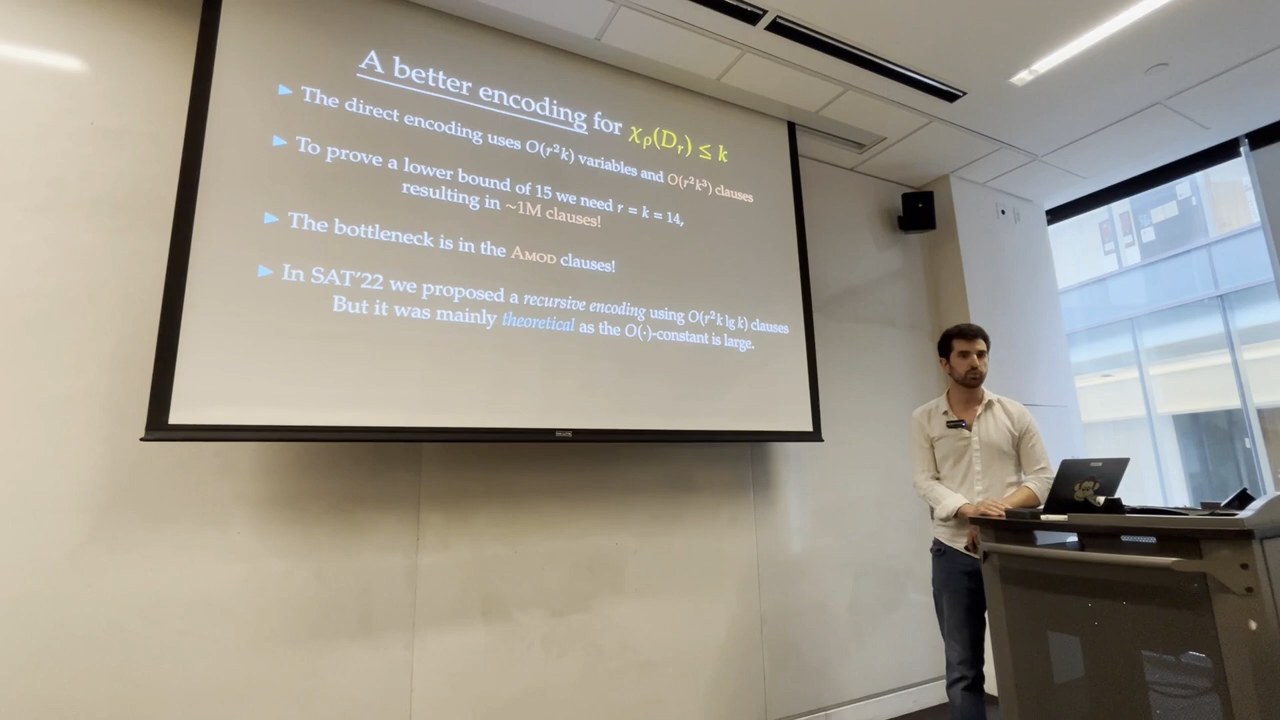 A better encoding for χρ(Dr) ≤ k
▶ The direct encoding uses O(r²k) variables and O(r²k³) clauses
▶ To prove a lower bound of 15 we need r = k = 14,
resulting in ~1M clauses!
▶ The bottleneck is in the AMOD clauses!
▶ In SAT'22 we proposed a recursive encoding using O(r²k lg k) clauses
But it was mainly theoretical as the O(·)-constant is large.